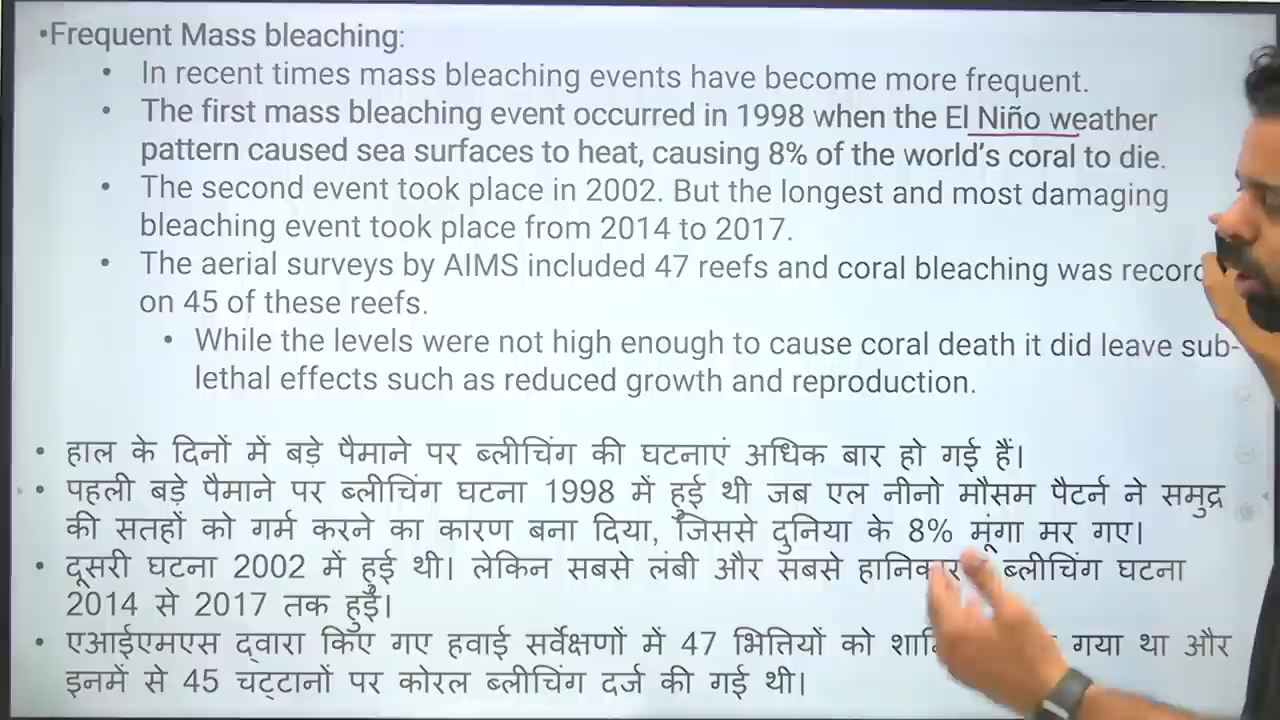 •Frequent Mass bleaching:
• In recent times mass bleaching events have become more frequent.
• The first mass bleaching event occurred in 1998 when the El Niño weather
pattern caused sea surfaces to heat, causing 8% of the world's coral to die.
• The second event took place in 2002. But the longest and most damaging
bleaching event took place from 2014 to 2017.
• The aerial surveys by AIMS included 47 reefs and coral bleaching was
on 45 of these reefs.
• While the levels were not high enough to cause coral death it did leave sub-
lethal effects such as reduced growth and reproduction.
• हाल के दिनों में बड़े पैमाने पर ब्लीचिंग की घटनाएं अधिक बार हो गई हैं।
• पहली बड़े पैमाने पर ब्लीचिंग घटना 1998 में हुई थी जब एल नीनो मौसम पैटर्न ने समुद्र
की सतहों को गर्म करने का कारण बना दिया, जिससे दुनिया के 8% मूंगा मर गए।
• दूसरी घटना 2002 में हुई थी। लेकिन सबसे लंबी और सबसे ब्लीचिंग घटना
2014 से 2017 तक हुई।
• एआईएमएस द्वारा किए गए हवाई सर्वेक्षणों में 47 भित्तियों को गया था और
इनमें से 45 चट्टानों पर कोरल ब्लीचिंग दर्ज की गई थी।